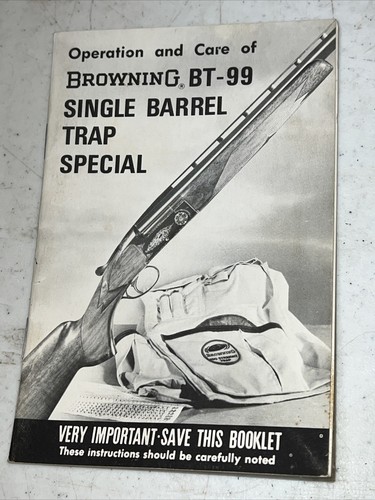 Operation and Care of
BROWNING® BT-99
SINGLE BARREL
TRAP
SPECIAL
VERY IMPORTANT·SAVE THIS BOOKLET
These instructions should be carefully noted